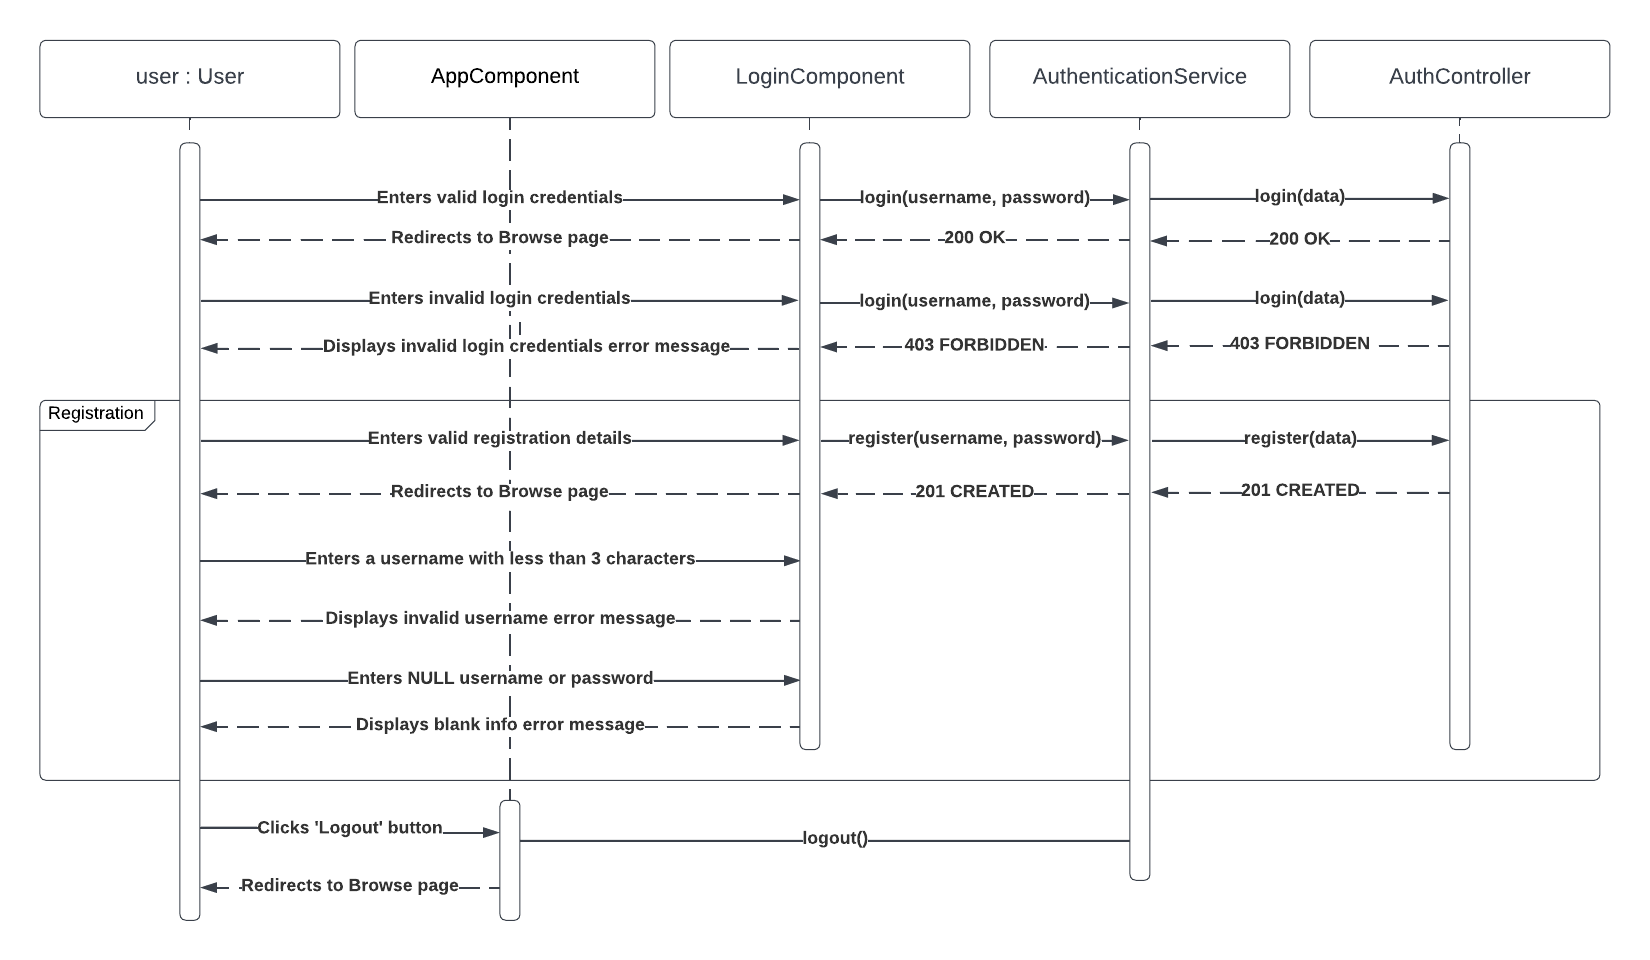 user : User
AppComponent
LoginComponent
AuthenticationService
AuthController
Enters valid login credentials
login(username, password)
login(data)
Redirects to Browse page
200 OK
200 OK
Enters invalid login credentials
login(username, password)
login(data)
Displays invalid login credentials error message
403 FORBIDDEN
403 FORBIDDEN
Registration
Enters valid registration details
register(username, password)
register(data)
Redirects to Browse page
201 CREATED
201 CREATED
Enters a username with less than 3 characters
Displays invalid username error message
Enters NULL username or password
Displays blank info error message
Clicks 'Logout' button
logout()
Redirects to Browse page